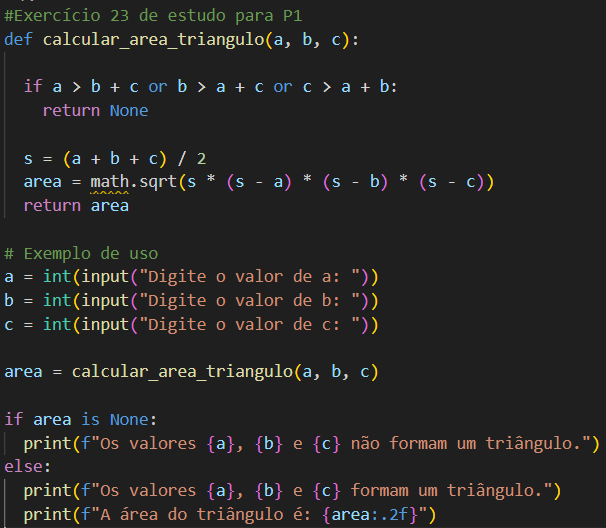 #Exercício 23 de estudo para P1
def calcular_area_triangulo(a, b, c):
if a > b + c or b > a + c or c > a + b:
return None
s = (a + b + c) / 2
area = math.sqrt(s * (s - a) * (s - b) * (s - c))
return area
# Exemplo de uso
a = int(input("Digite o valor de a: "))
b = int(input("Digite o valor de b: "))
c = int(input("Digite o valor de c: "))
area = calcular_area_triangulo(a, b, c)
if area is None:
print(f"Os valores {a}, {b} e {c} não formam um triângulo.")
else:
print(f"Os valores {a}, {b} e {c} formam um triângulo.")
print(f"A área do triângulo é: {area:.2f}")